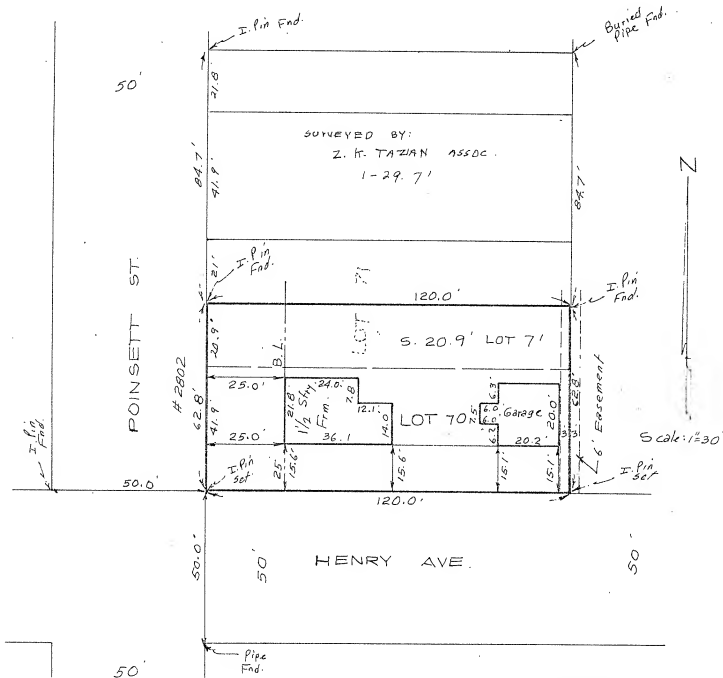 I. Pin Fnd.
Buried
Pipe Fnd.
50'
21.8
SURVEYED BY:
Z. K. TAZIAN ASSOC.
1-29. 7'
84.7'
41.9'
84.7'
N
21'
I. Pin
Fnd.
LOT 71
I. Pin
Fnd.
120.0'
POINSETT ST.
# 2802
62.8'
20.9'
B.L.
S. 20.9' LOT 7'
62.8'
6' Easement
25.0'
24.0'
7.8
6.3'
21.8
1 1/2 Stry
Frm.
12.1
14.0'
LOT 70
7.5'
6.0'
6.0'
Garage
20.0'
41.9'
25.0'
36.1
6.2'
20.2'
3'
3'
Scale: 1"=30'
I. Pin
Fnd.
I. Pin
Set
25'
15.6'
15.6'
15.1'
15.1'
I. Pin
Set
50.0'
120.0'
50.0'
50'
HENRY AVE.
50'
Pipe
Fnd.
50'